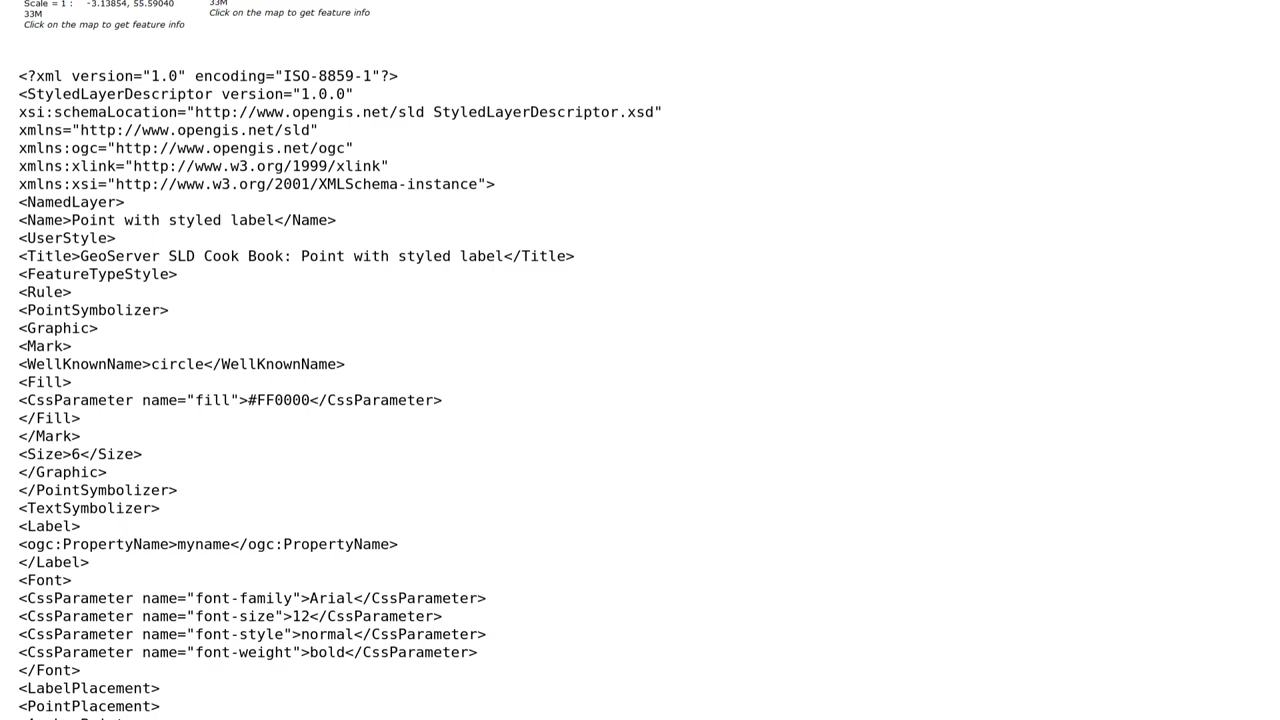 Scale = 1 : -3.13854, 55.59040
33M
Click on the map to get feature info
33M
Click on the map to get feature info
<?xml version="1.0" encoding="ISO-8859-1"?>
<StyledLayerDescriptor version="1.0.0"
xsi:schemaLocation="http://www.opengis.net/sld StyledLayerDescriptor.xsd"
xmlns="http://www.opengis.net/sld"
xmlns:ogc="http://www.opengis.net/ogc"
xmlns:xlink="http://www.w3.org/1999/xlink"
xmlns:xsi="http://www.w3.org/2001/XMLSchema-instance">
<NamedLayer>
<Name>Point with styled label</Name>
<UserStyle>
<Title>GeoServer SLD Cook Book: Point with styled label</Title>
<FeatureTypeStyle>
<Rule>
<PointSymbolizer>
<Graphic>
<Mark>
<WellKnownName>circle</WellKnownName>
<Fill>
<CssParameter name="fill">#FF0000</CssParameter>
</Fill>
</Mark>
<Size>6</Size>
</Graphic>
</PointSymbolizer>
<TextSymbolizer>
<Label>
<ogc:PropertyName>myname</ogc:PropertyName>
</Label>
<Font>
<CssParameter name="font-family">Arial</CssParameter>
<CssParameter name="font-size">12</CssParameter>
<CssParameter name="font-style">normal</CssParameter>
<CssParameter name="font-weight">bold</CssParameter>
</Font>
<LabelPlacement>
<PointPlacement>